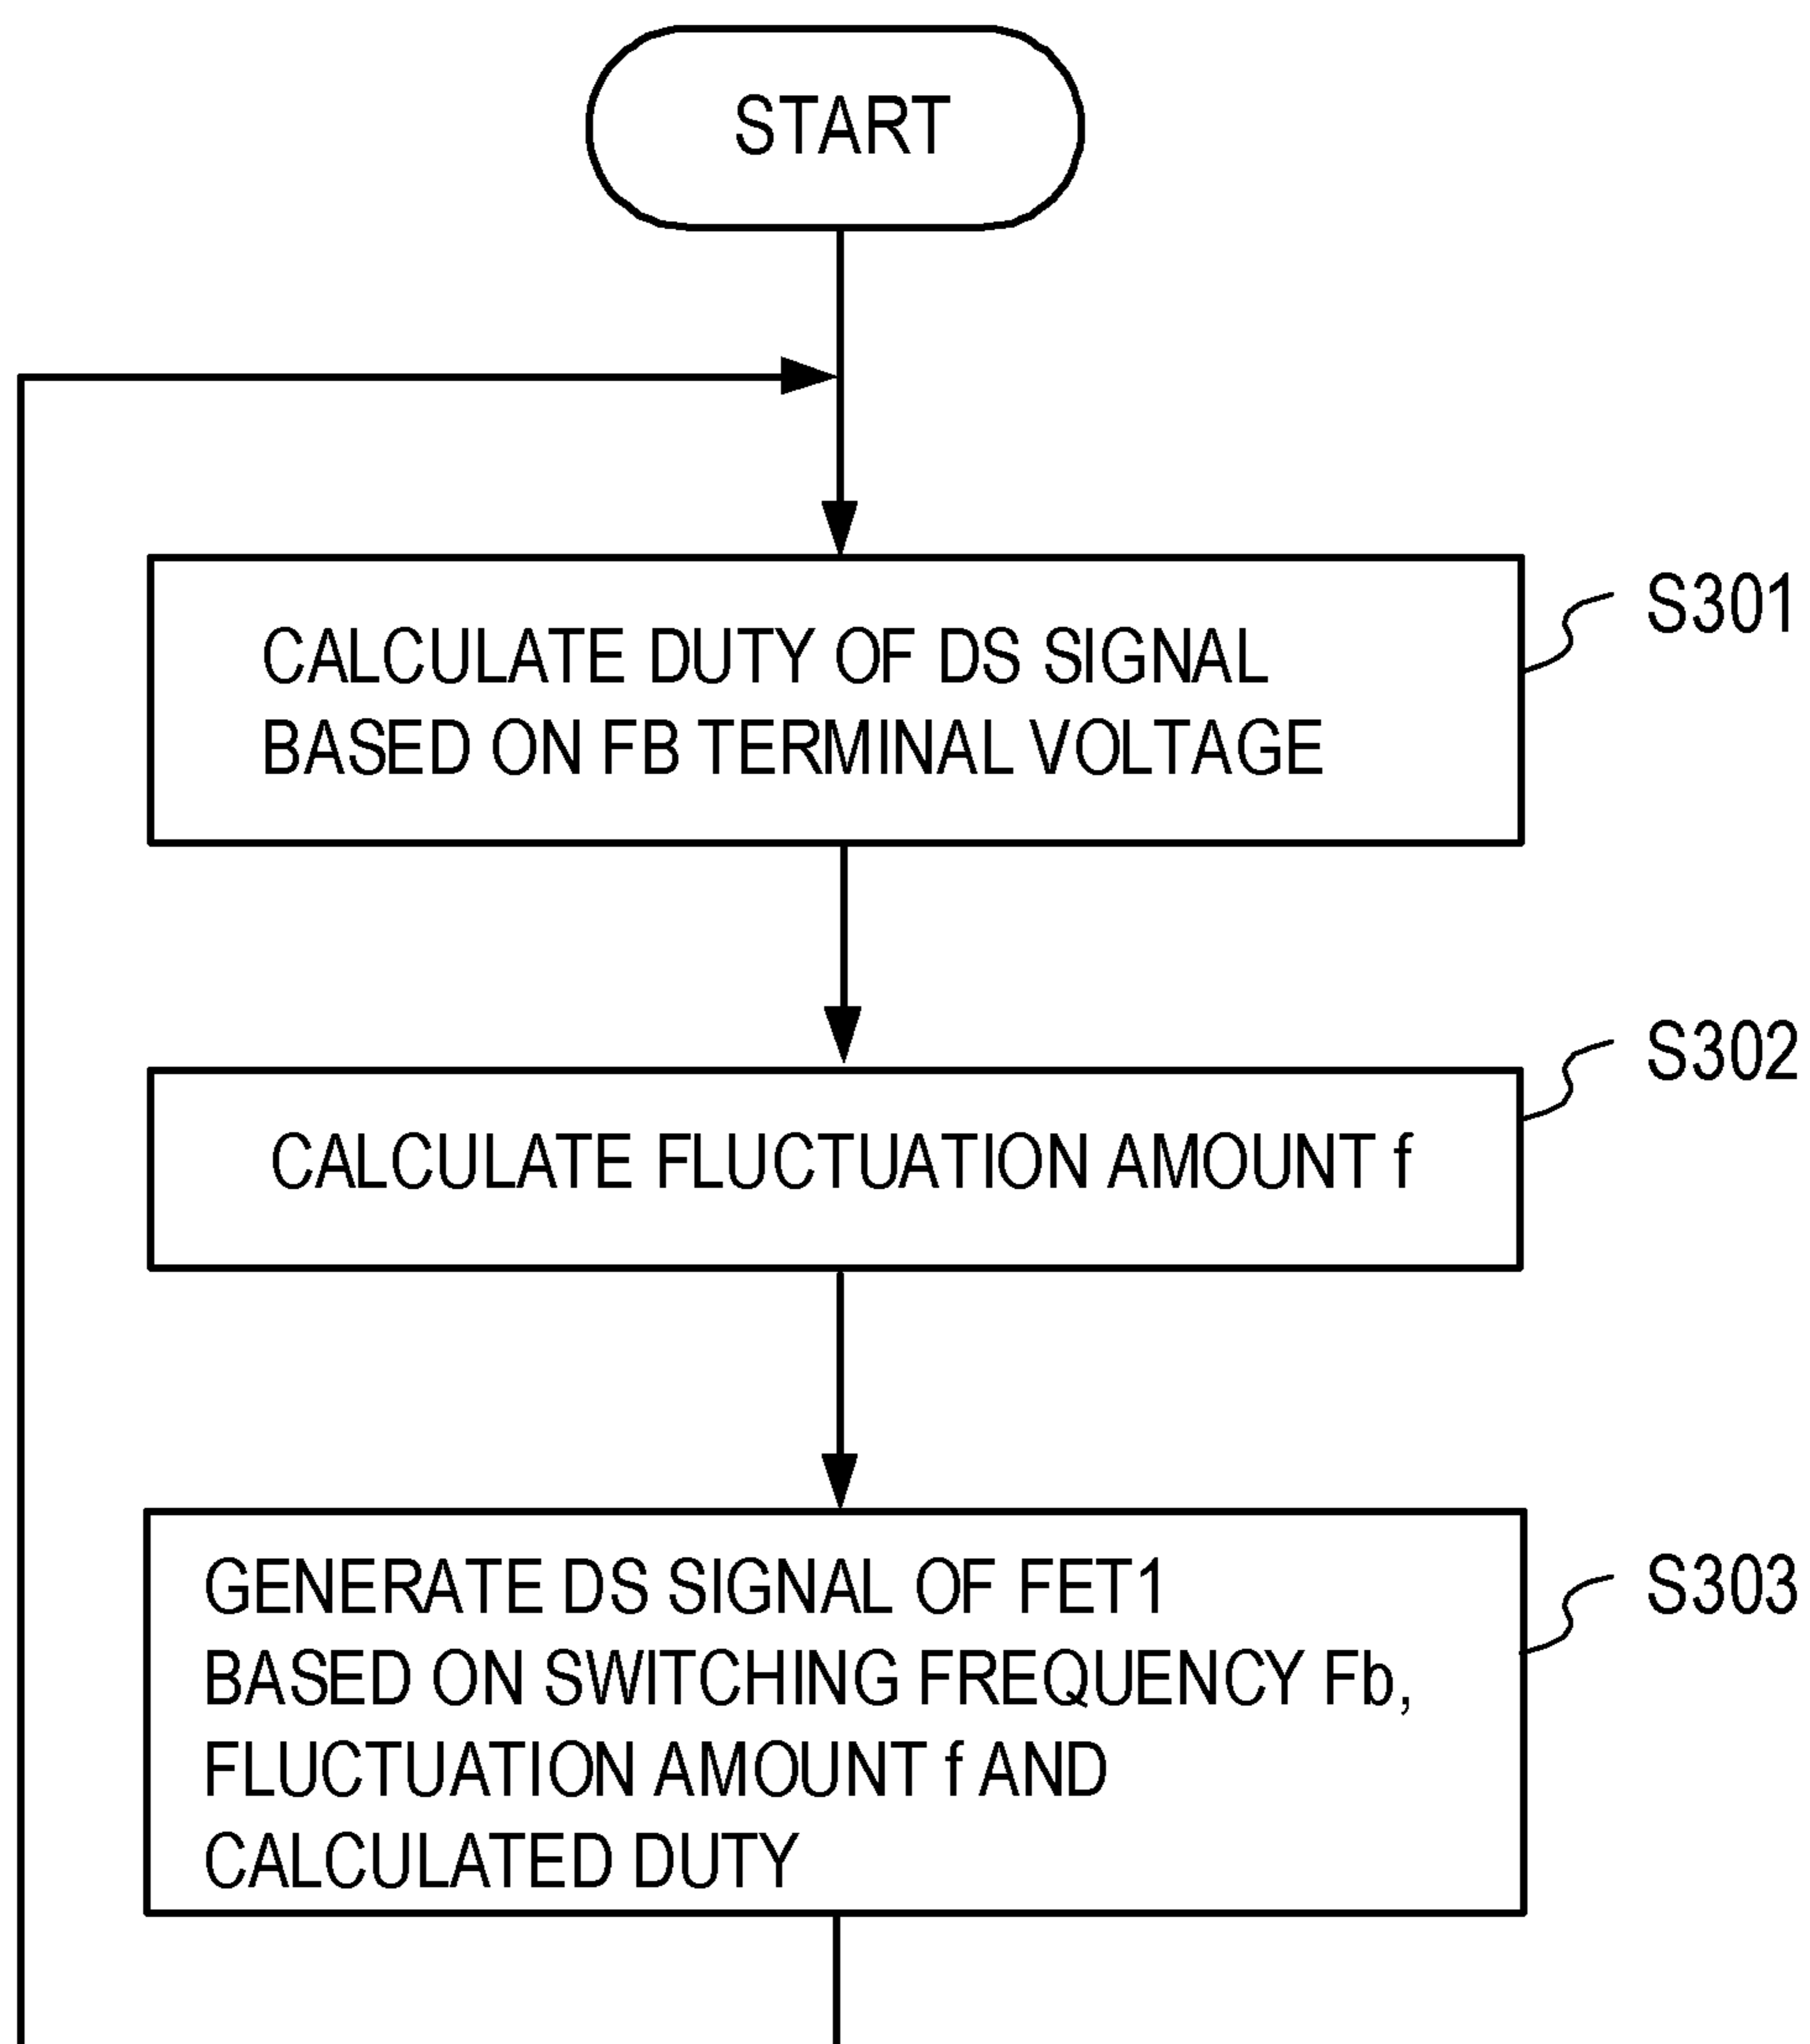 START
S301
CALCULATE DUTY OF DS SIGNAL
BASED ON FB TERMINAL VOLTAGE
S302
CALCULATE FLUCTUATION AMOUNT f
S303
GENERATE DS SIGNAL OF FET1
BASED ON SWITCHING FREQUENCY Fb,
FLUCTUATION AMOUNT f AND
CALCULATED DUTY